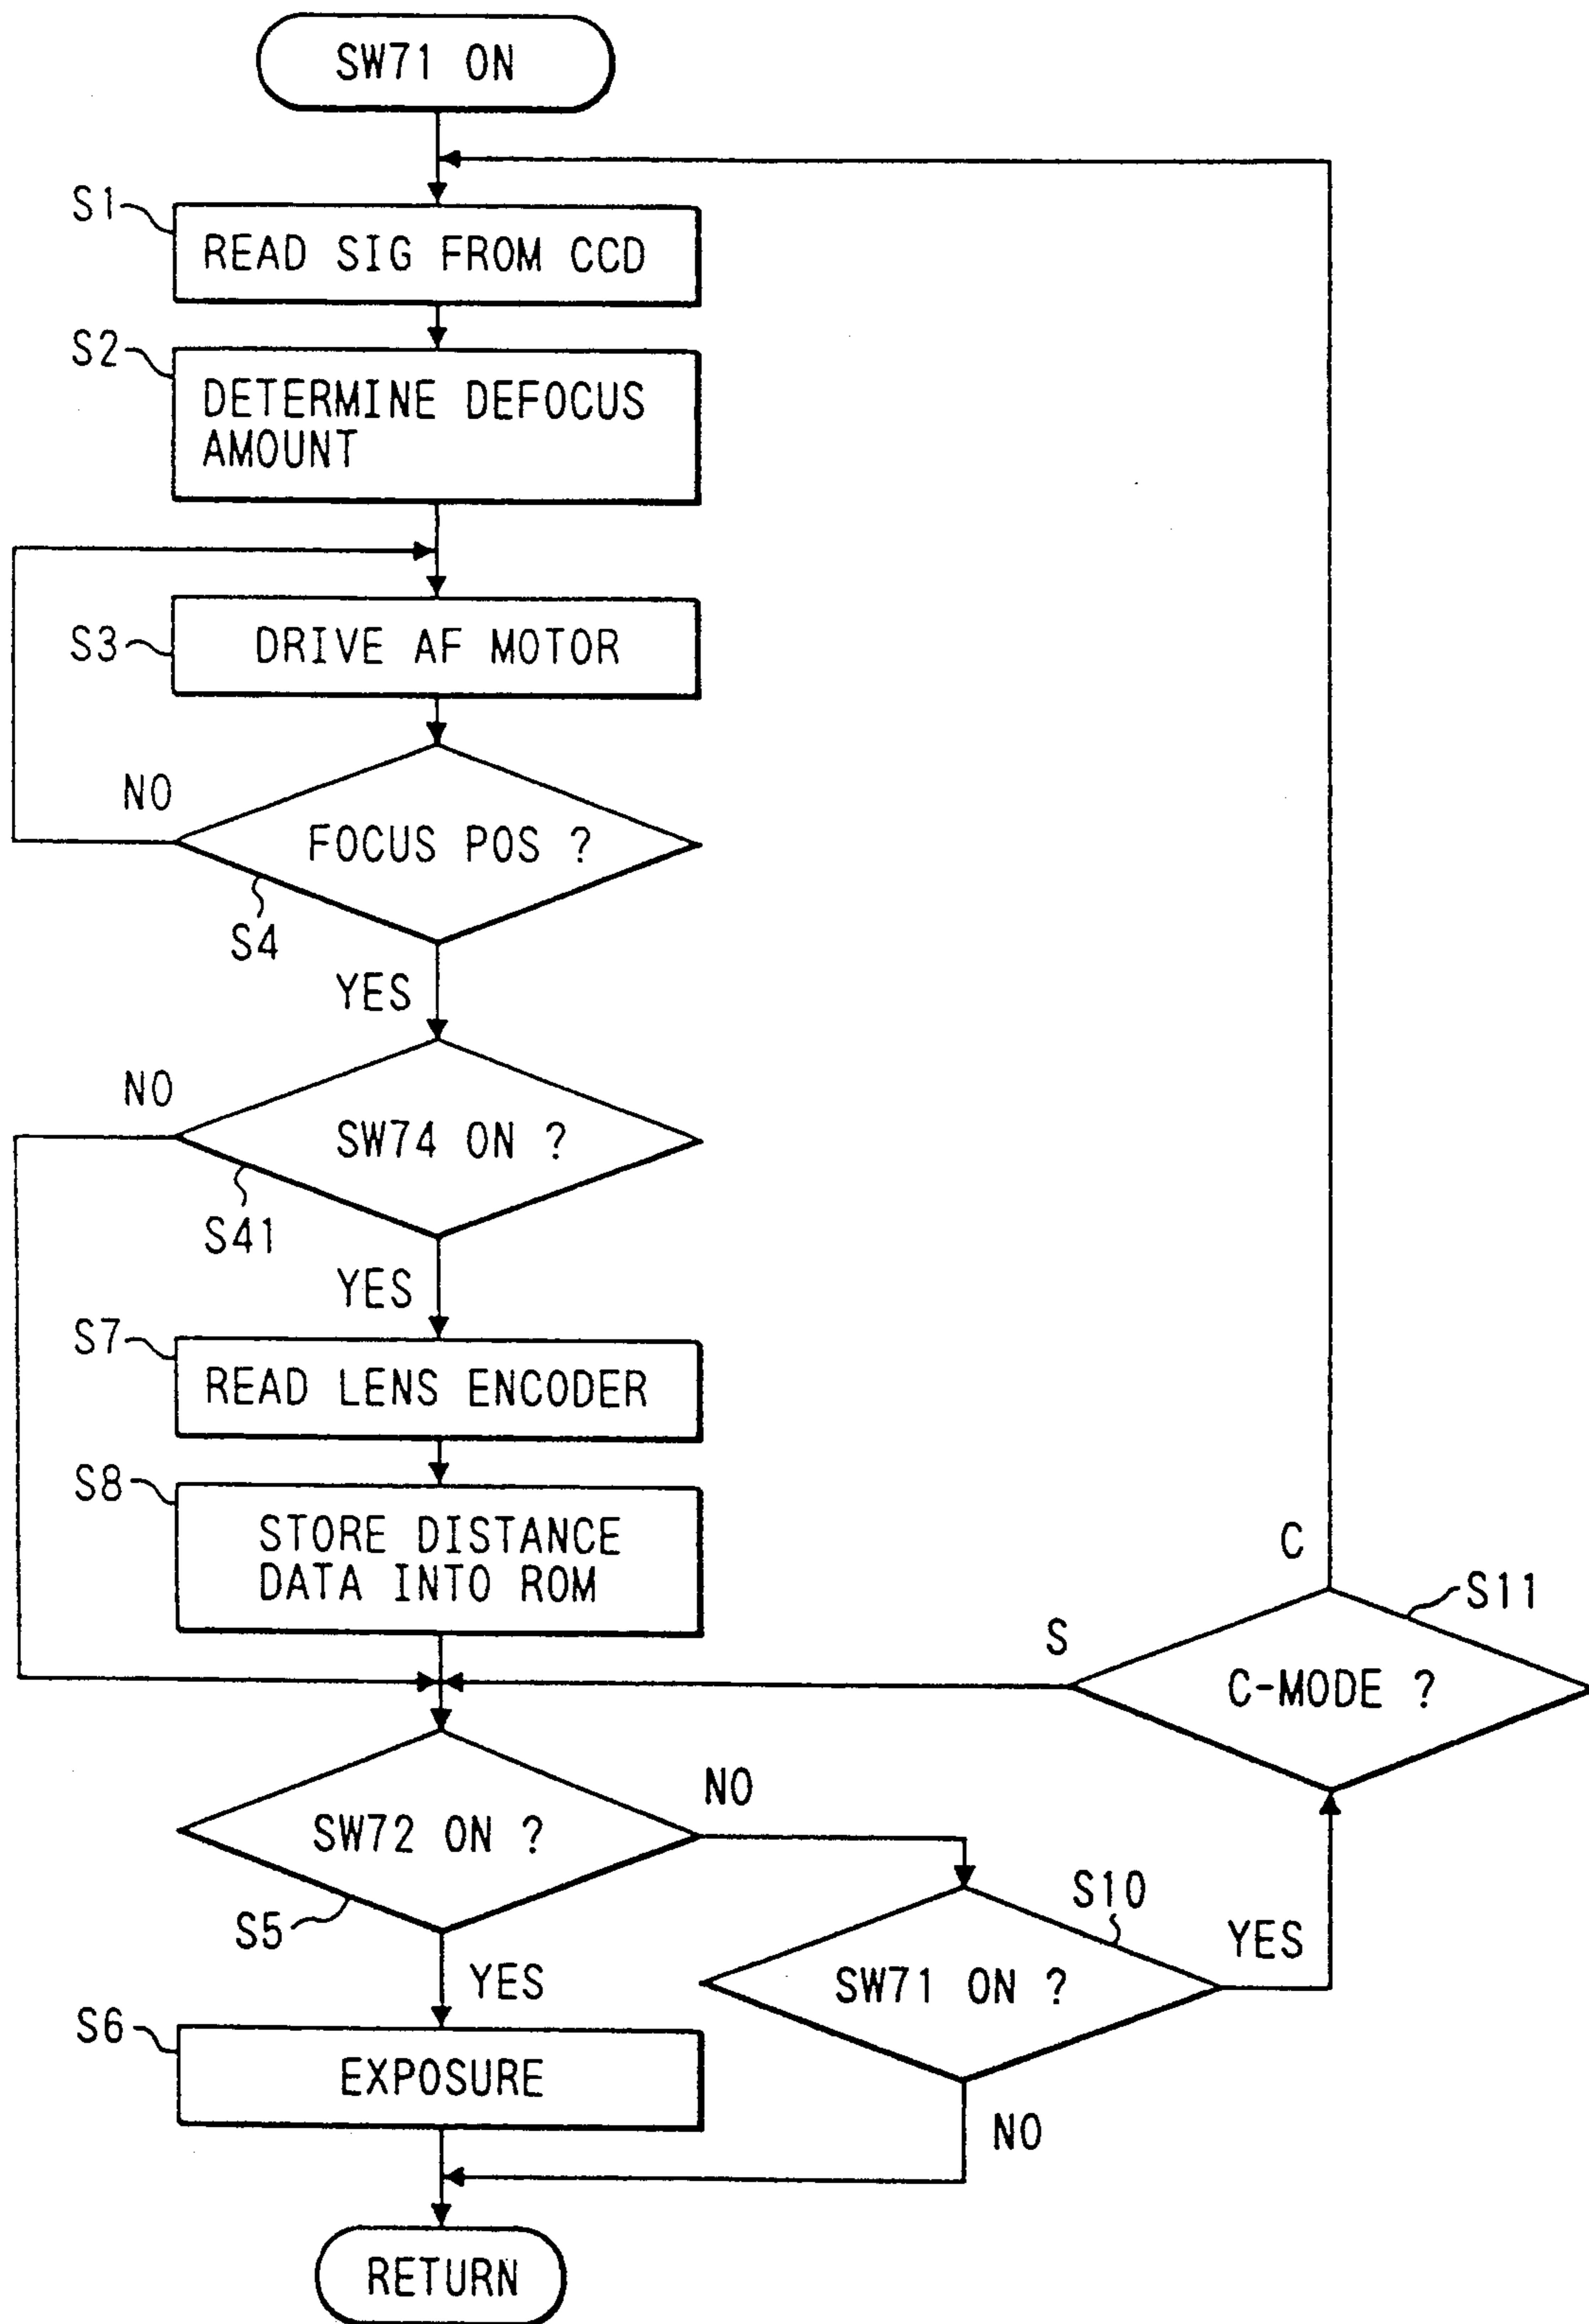 SW71 ON
S1
READ SIG FROM CCD
S2
DETERMINE DEFOCUS
AMOUNT
S3
DRIVE AF MOTOR
NO
FOCUS POS ?
S4
YES
NO
SW74 ON ?
S41
YES
S7
READ LENS ENCODER
S8
STORE DISTANCE
DATA INTO ROM
C
S11
S
C-MODE ?
NO
SW72 ON ?
S5
S10
YES
SW71 ON ?
YES
S6
EXPOSURE
NO
RETURN